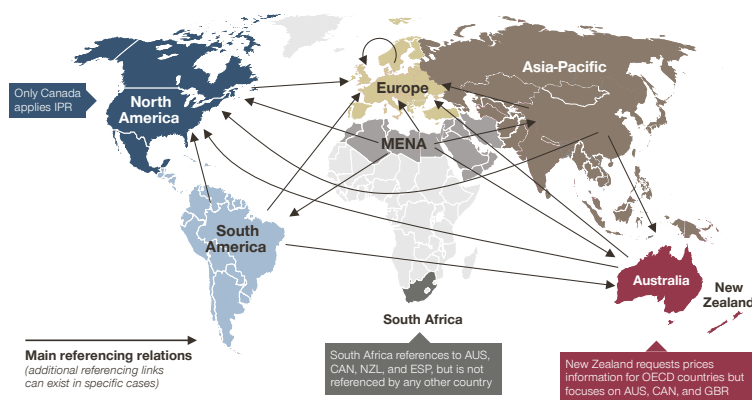 Asia-Pacific
Europe
Only Canada
applies IPR
North
America
MENA
South
America
Australia
New
Zealand
South Africa
Main referencing relations
(additional referencing links
can exist in specific cases)
South Africa references to AUS,
CAN, NZL, and ESP, but is not
referenced by any other country
New Zealand requests prices
information for OECD countries but
focuses on AUS, CAN, and GBR